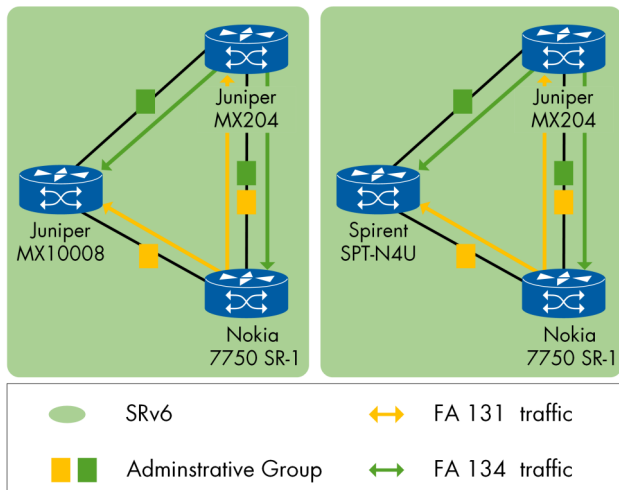 Juniper
MX204
Juniper
MX10008
Nokia
7750 SR-1
Juniper
MX204
Spirent
SPT-N4U
Nokia
7750 SR-1
SRv6
FA 131 traffic
Adminstrative Group
FA 134 traffic